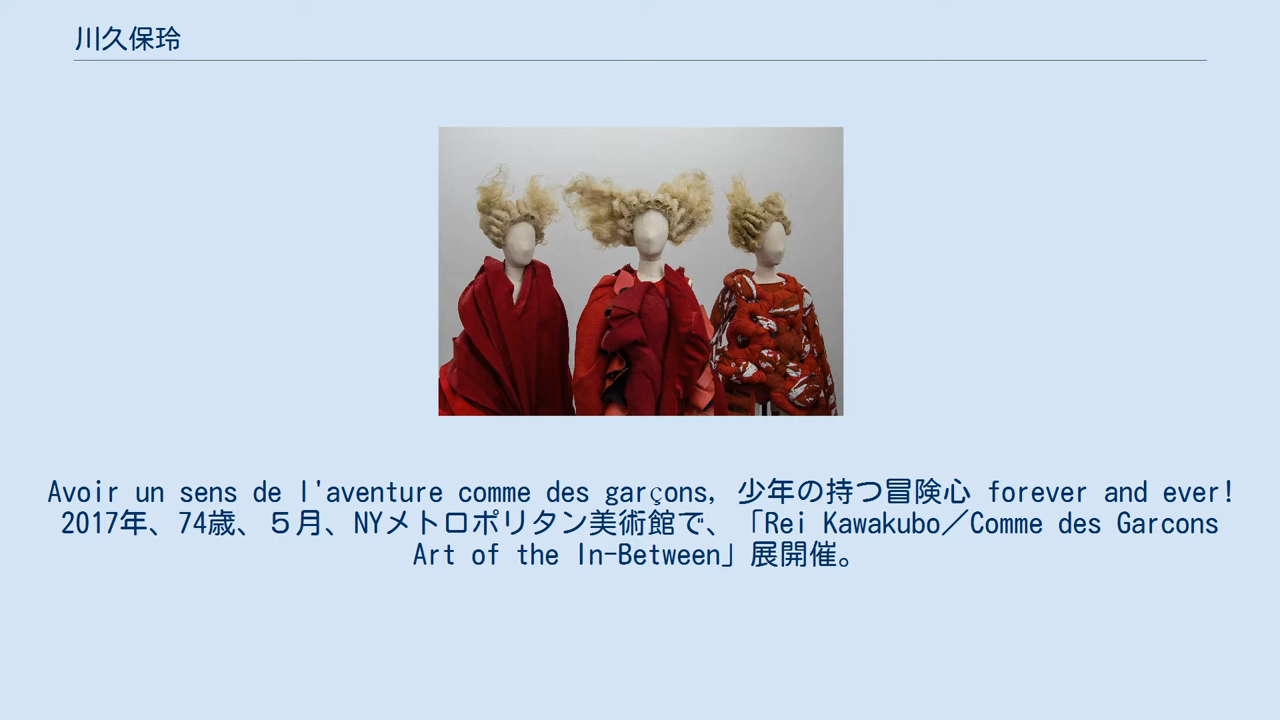 川久保玲
Avoir un sens de l'aventure comme des garçons, 少年の持つ冒険心 forever and ever!
2017年、74歳、５月、NYメトロポリタン美術館で、「Rei Kawakubo／Comme des Garcons
Art of the In-Between」展開催。